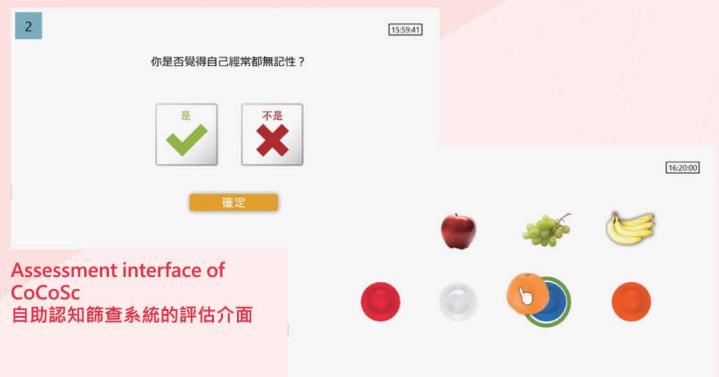 2
15:59:41
你是否覺得自己經常都無記性？
是
不是
確定
16:20:00
Assessment interface of
CoCoSc
自助認知篩查系統的評估介面